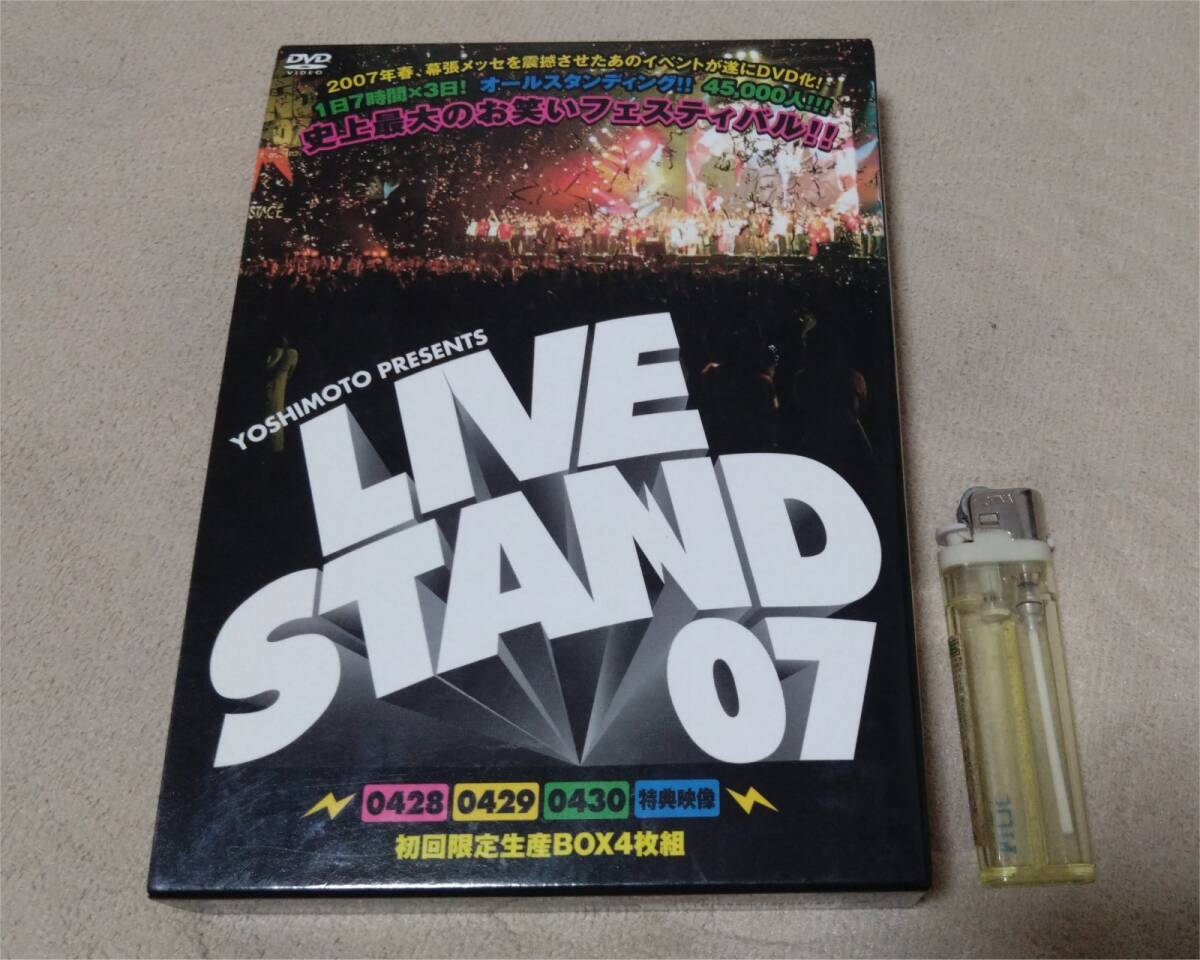 DVD
VIDEO
2007年春、幕張メッセを震撼させたあのイベントが遂にDVD化!
1日7時間×3日! オールスタンディング!! 45,000人!!!
史上最大のお笑いフェスティバル!!
STAGE
YOSHIMOTO PRESENTS
LIVE
STAND
07
0428 0429 0430 特典映像
初回限定生産BOX4枚組